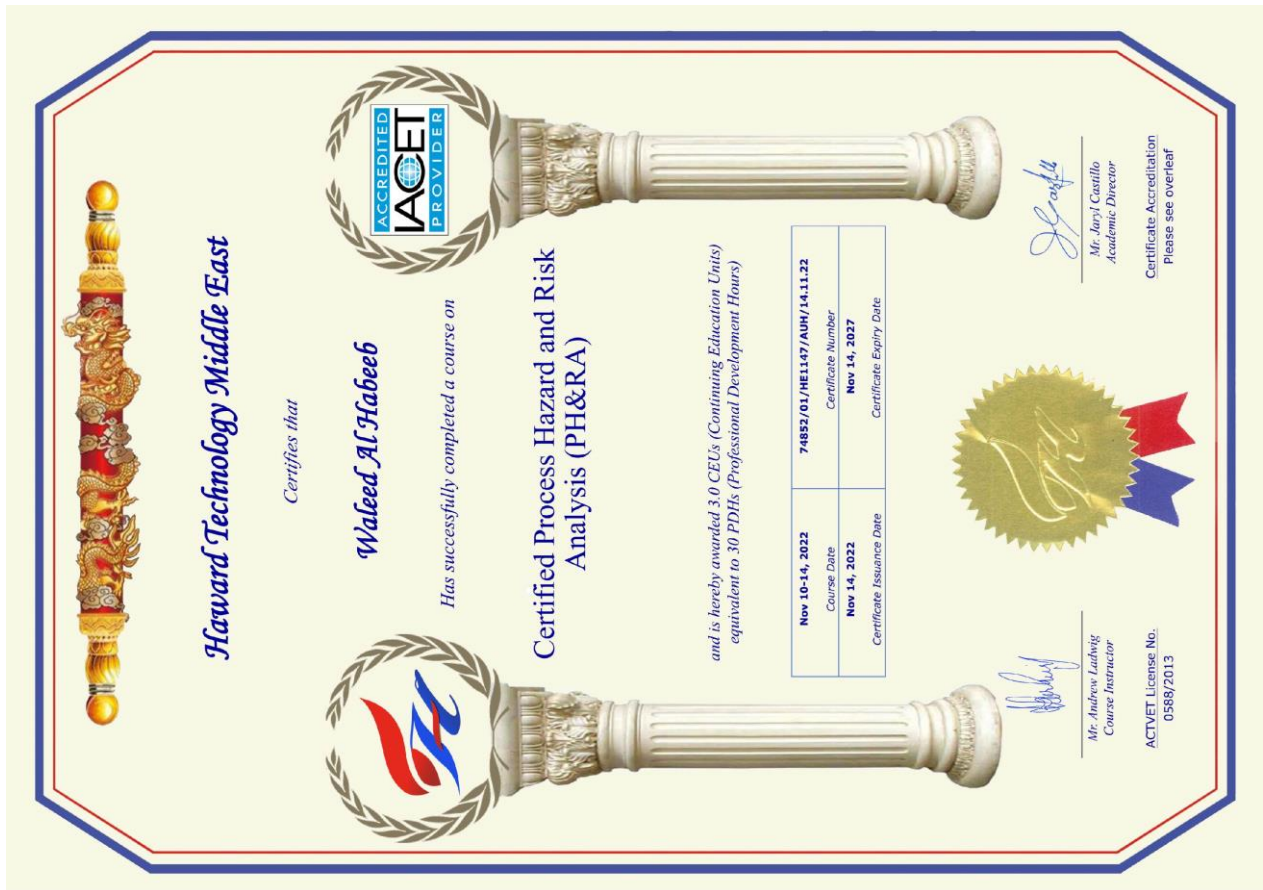 Haward Technology Middle East
Certifies that
Waleed Al Habeeb
Has successfully completed a course on
Certified Process Hazard and Risk
Analysis (PH&RA)
and is hereby awarded 3.0 CEUs (Continuing Education Units)
equivalent to 30 PDHs (Professional Development Hours)
ACCREDITED
IACET
PROVIDER
Nov 10-14, 2022
Course Date
74852/01/HE1147/AUH/14.11.22
Certificate Number
Nov 14, 2022
Certificate Issuance Date
Nov 14, 2027
Certificate Expiry Date
Mr. Andrew Ladwig
Course Instructor
ACTVET License No.
0588/2013
Mr. Jaryl Castillo
Academic Director
Certificate Accreditation
Please see overleaf